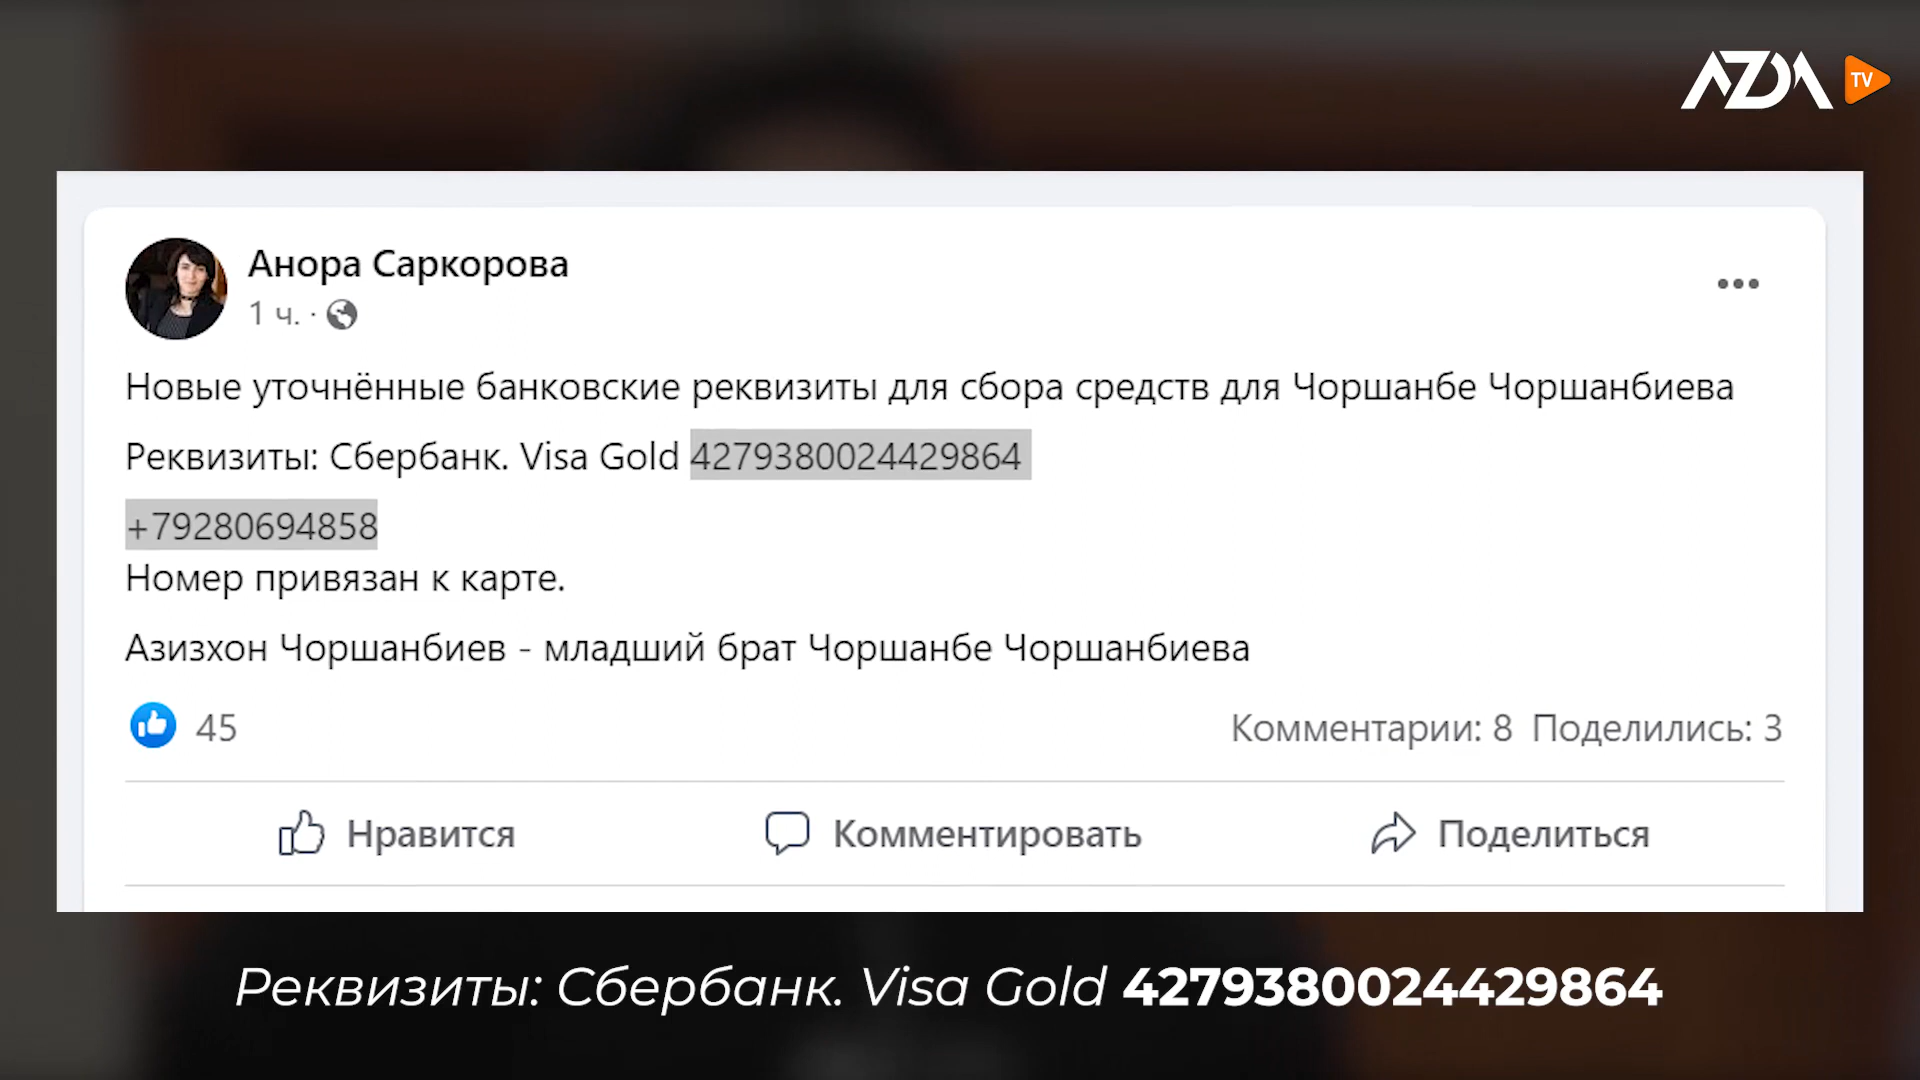 AZDA TV
Анора Саркорова
1 ч. ·
Новые уточнённые банковские реквизиты для сбора средств для Чоршанбе Чоршанбиева
Реквизиты: Сбербанк. Visa Gold 4279380024429864
+79280694858
Номер привязан к карте.
Азизхон Чоршанбиев - младший брат Чоршанбе Чоршанбиева
45
Комментарии: 8 Поделились: 3
Нравится
Комментировать
Поделиться
Реквизиты: Сбербанк. Visa Gold 4279380024429864